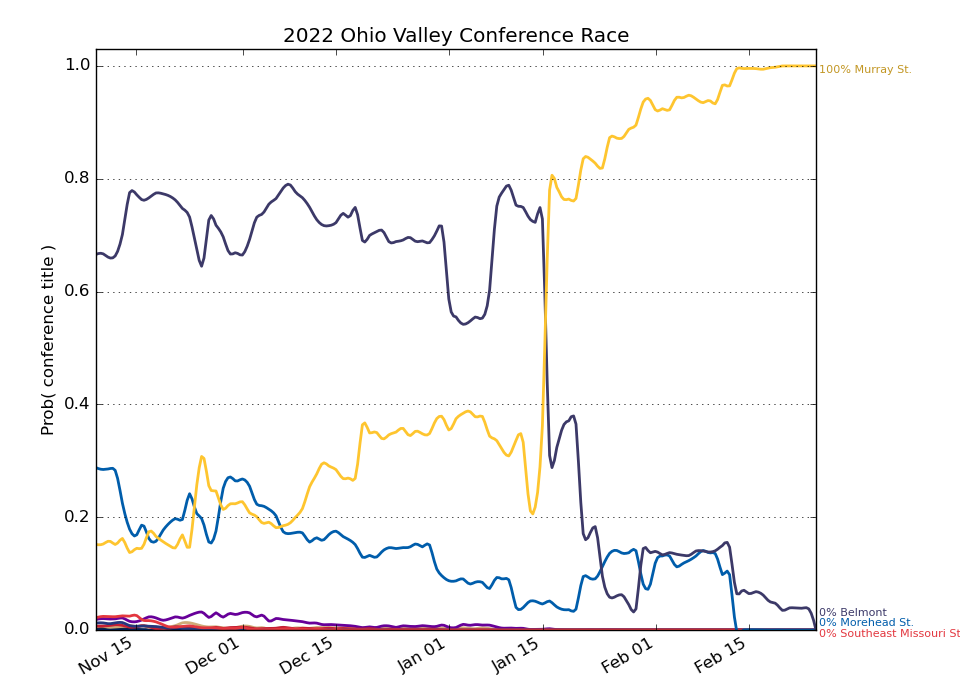 2022 Ohio Valley Conference Race
Prob( conference title )
1.0
0.8
0.6
0.4
0.2
0.0
Nov 15
Dec 01
Dec 15
Jan 01
Jan 15
Feb 01
Feb 15
100% Murray St.
0% Belmont
0% Morehead St.
0% Southeast Missouri St